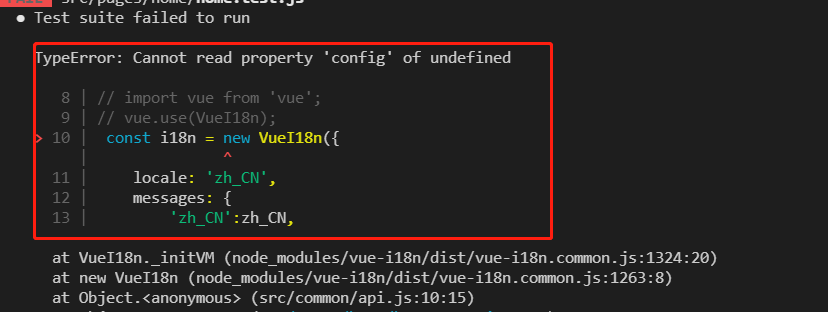 FAIL src/pages/home/home.test.js
● Test suite failed to run
TypeError: Cannot read property 'config' of undefined
8 | // import vue from 'vue';
9 | // vue.use(VueI18n);
> 10 | const i18n = new VueI18n({
| ^
11 | locale: 'zh_CN',
12 | messages: {
13 | 'zh_CN':zh_CN,
at VueI18n._initVM (node_modules/vue-i18n/dist/vue-i18n.common.js:1324:20)
at new VueI18n (node_modules/vue-i18n/dist/vue-i18n.common.js:1263:8)
at Object.<anonymous> (src/common/api.js:10:15)